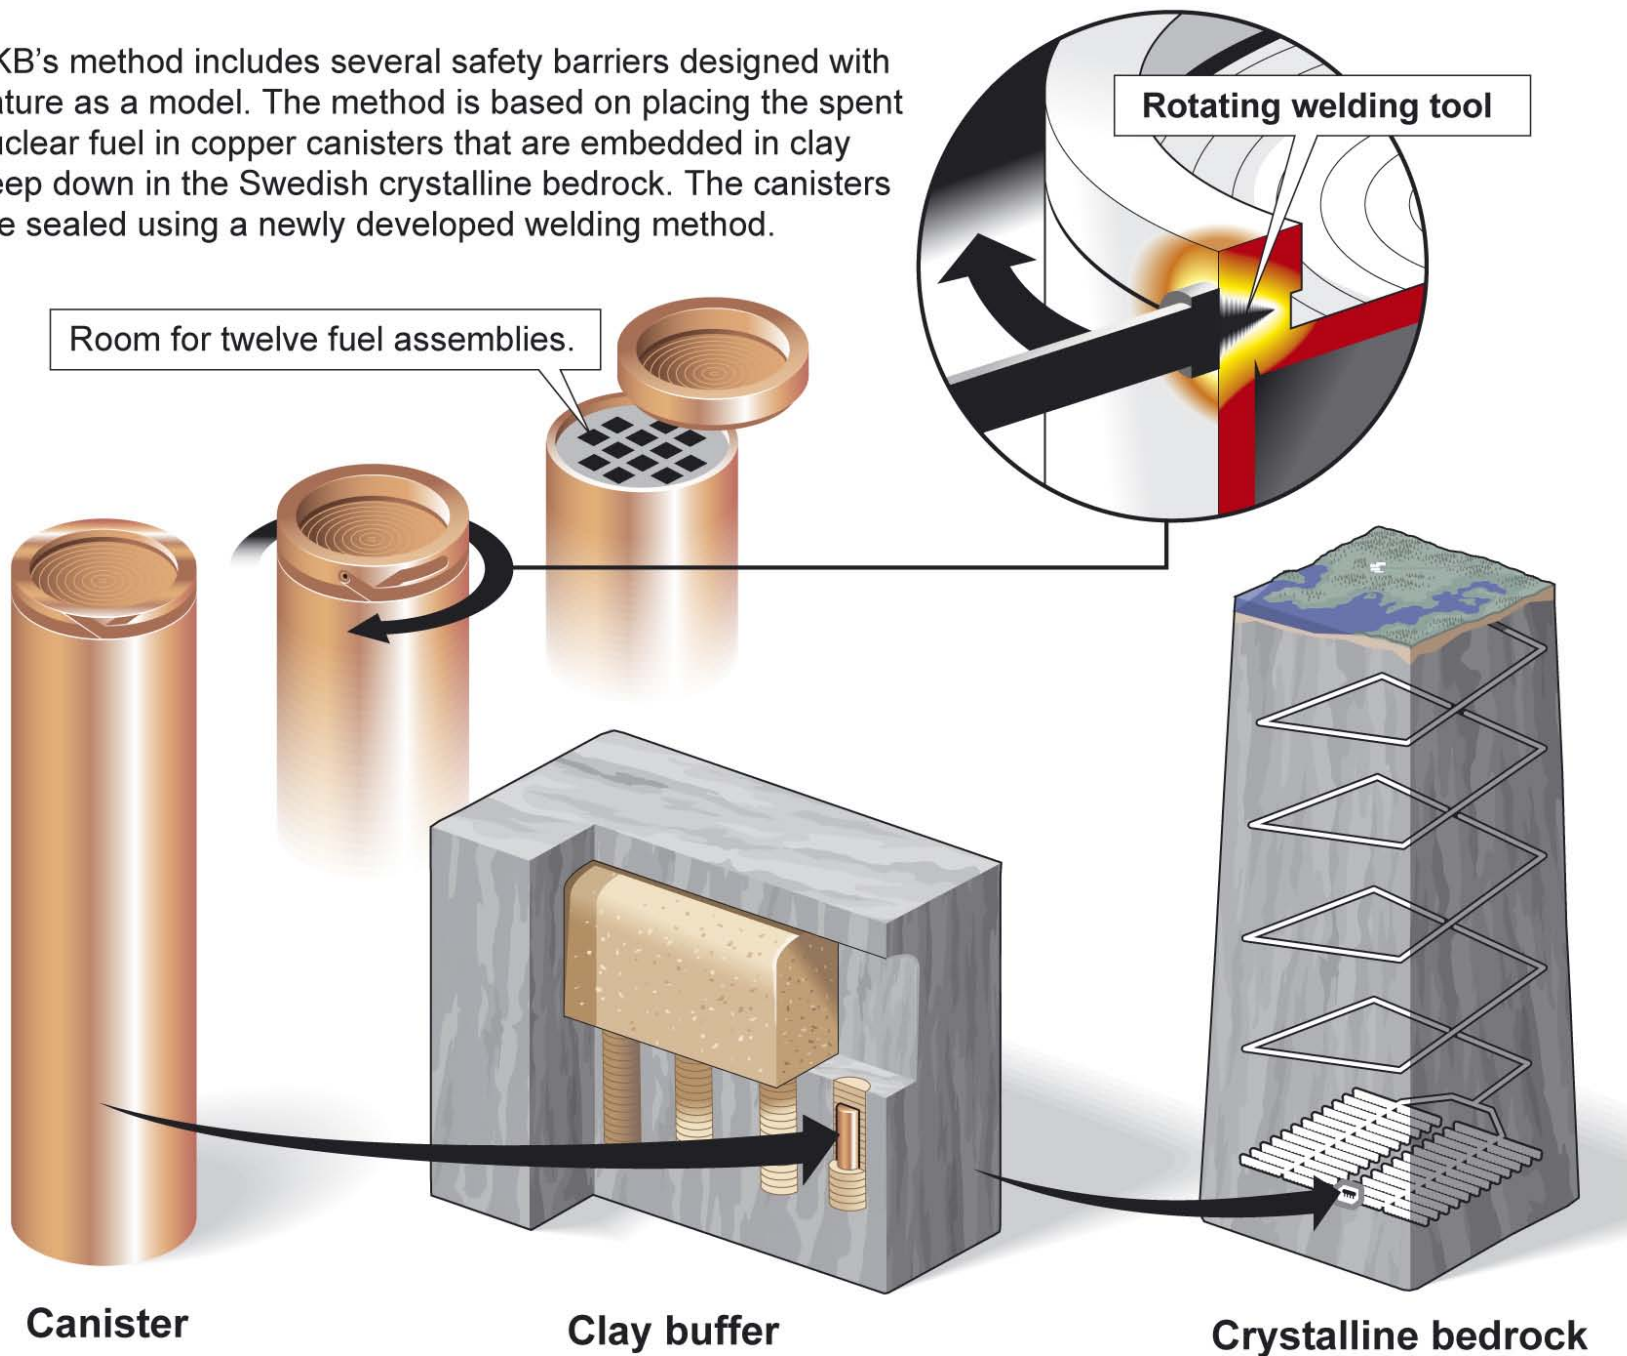 KB's method includes several safety barriers designed with
ature as a model. The method is based on placing the spent
uclear fuel in copper canisters that are embedded in clay
eep down in the Swedish crystalline bedrock. The canisters
e sealed using a newly developed welding method.
Rotating welding tool
Room for twelve fuel assemblies.
Canister
Clay buffer
Crystalline bedrock